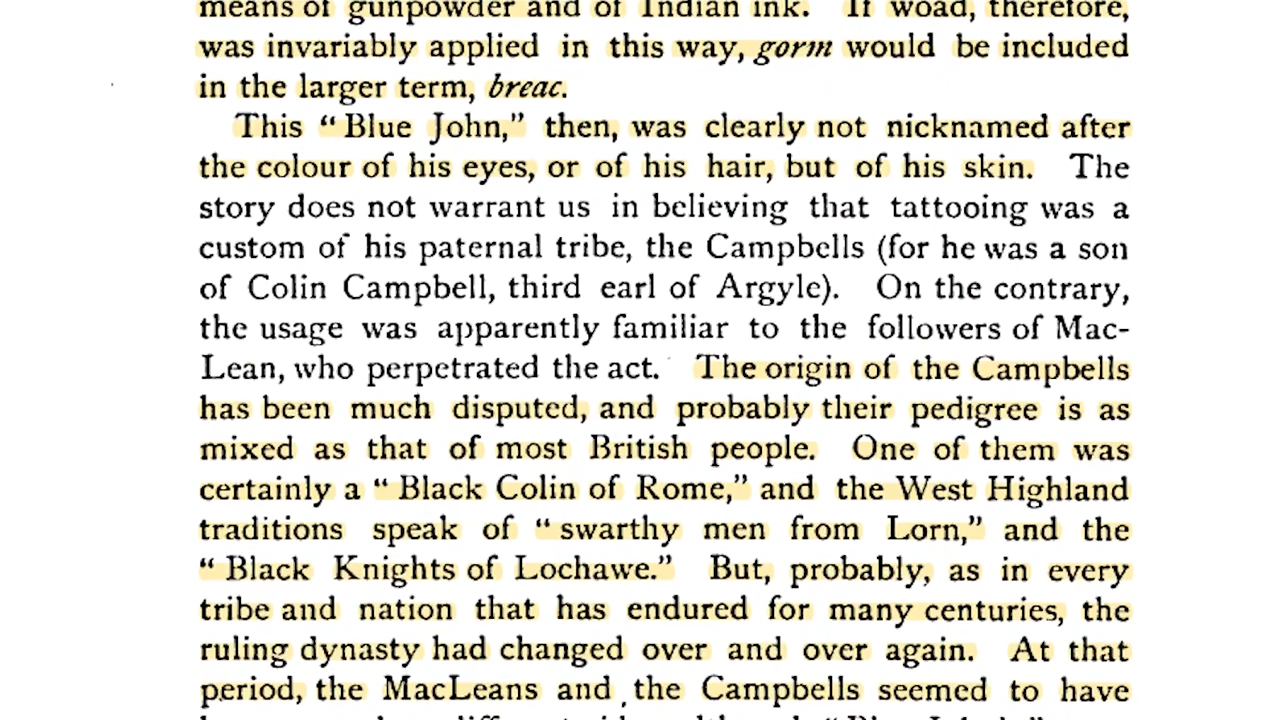 means of gunpowder and of Indian ink. If woad, therefore,
was invariably applied in this way, gorm would be included
in the larger term, breac.
This “Blue John,” then, was clearly not nicknamed after
the colour of his eyes, or of his hair, but of his skin. The
story does not warrant us in believing that tattooing was a
custom of his paternal tribe, the Campbells (for he was a son
of Colin Campbell, third earl of Argyle). On the contrary,
the usage was apparently familiar to the followers of Mac-
Lean, who perpetrated the act. The origin of the Campbells
has been much disputed, and probably their pedigree is as
mixed as that of most British people. One of them was
certainly a “Black Colin of Rome,” and the West Highland
traditions speak of “swarthy men from Lorn,” and the
“Black Knights of Lochawe.” But, probably, as in every
tribe and nation that has endured for many centuries, the
ruling dynasty had changed over and over again. At that
period, the MacLeans and the Campbells seemed to have